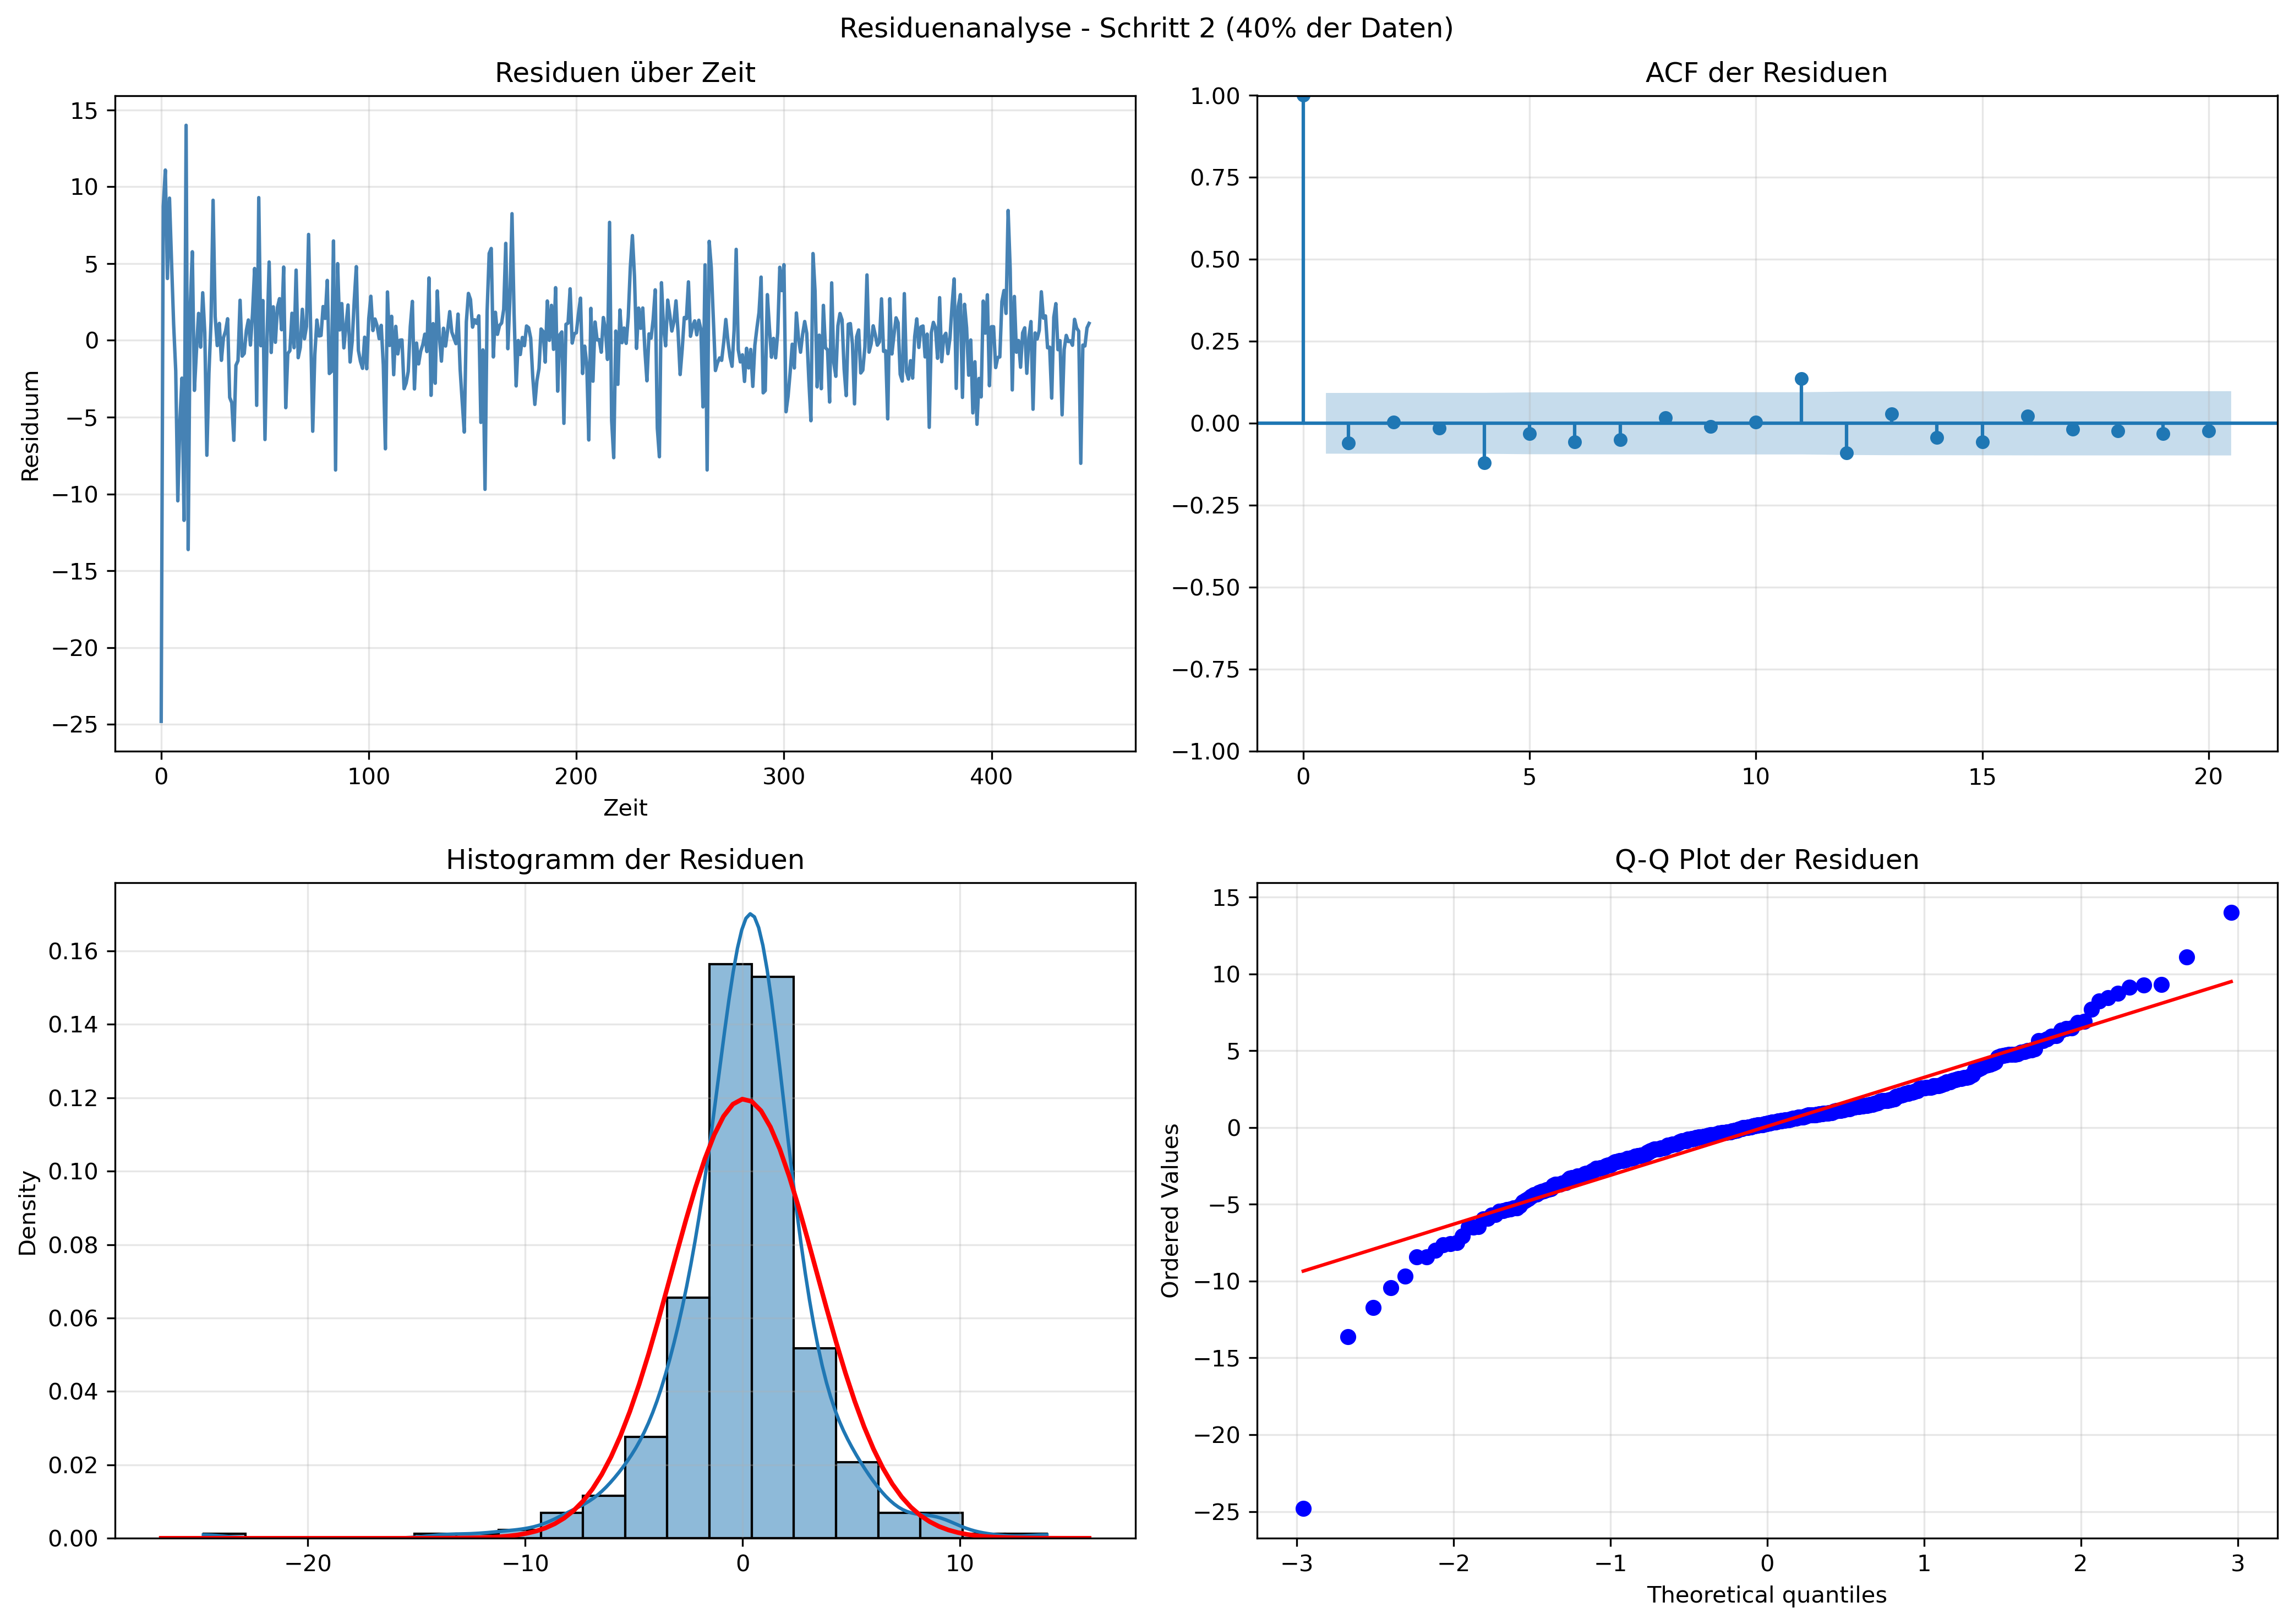 Residuenanalyse - Schritt 2 (40% der Daten)
Residuen über Zeit
15
10
5
0
−5
−10
−15
−20
−25
Residuum
0 100 200 300 400
Zeit
ACF der Residuen
1.00
0.75
0.50
0.25
0.00
−0.25
−0.50
−0.75
−1.00
0 5 10 15 20
Histogramm der Residuen
0.16
0.14
0.12
0.10
0.08
0.06
0.04
0.02
0.00
Density
−20 −10 0 10
Q-Q Plot der Residuen
15
10
5
0
−5
−10
−15
−20
−25
Ordered Values
−3 −2 −1 0 1 2 3
Theoretical quantiles